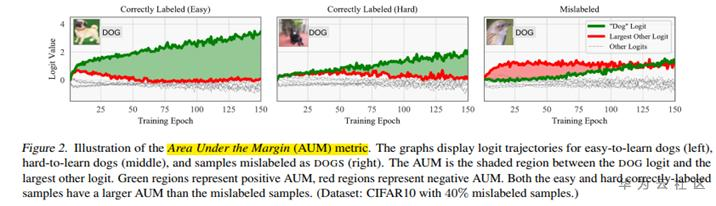 Correctly Labeled (Easy)
Correctly Labeled (Hard)
Mislabeled
Logit Value
4
2
0
DOG
DOG
DOG
"Dog" Logit
Largest Other Logit
Other Logits
25 50 75 100 125 150
25 50 75 100 125 150
25 50 75 100 125 150
Training Epoch
Training Epoch
Training Epoch
Figure 2. Illustration of the Area Under the Margin (AUM) metric. The graphs display logit trajectories for easy-to-learn dogs (left),
hard-to-learn dogs (middle), and samples mislabeled as DOGS (right). The AUM is the shaded region between the DOG logit and the
largest other logit. Green regions represent positive AUM, red regions represent negative AUM. Both the easy and hard correctly-labeled
samples have a larger AUM than the mislabeled samples. (Dataset: CIFAR10 with 40% mislabeled samples.)
华为云社区